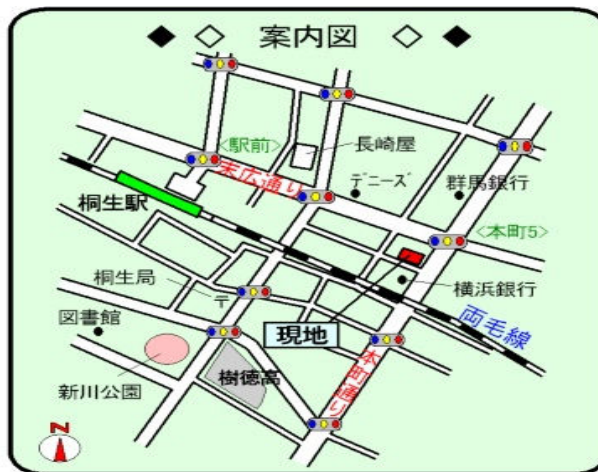 案内図
<駅前>
長崎屋
末広通り
デニーズ
群馬銀行
桐生駅
<本町5>
桐生局
〒
横浜銀行
図書館
現地
両毛線
新川公園
樹徳高
本町通り
N